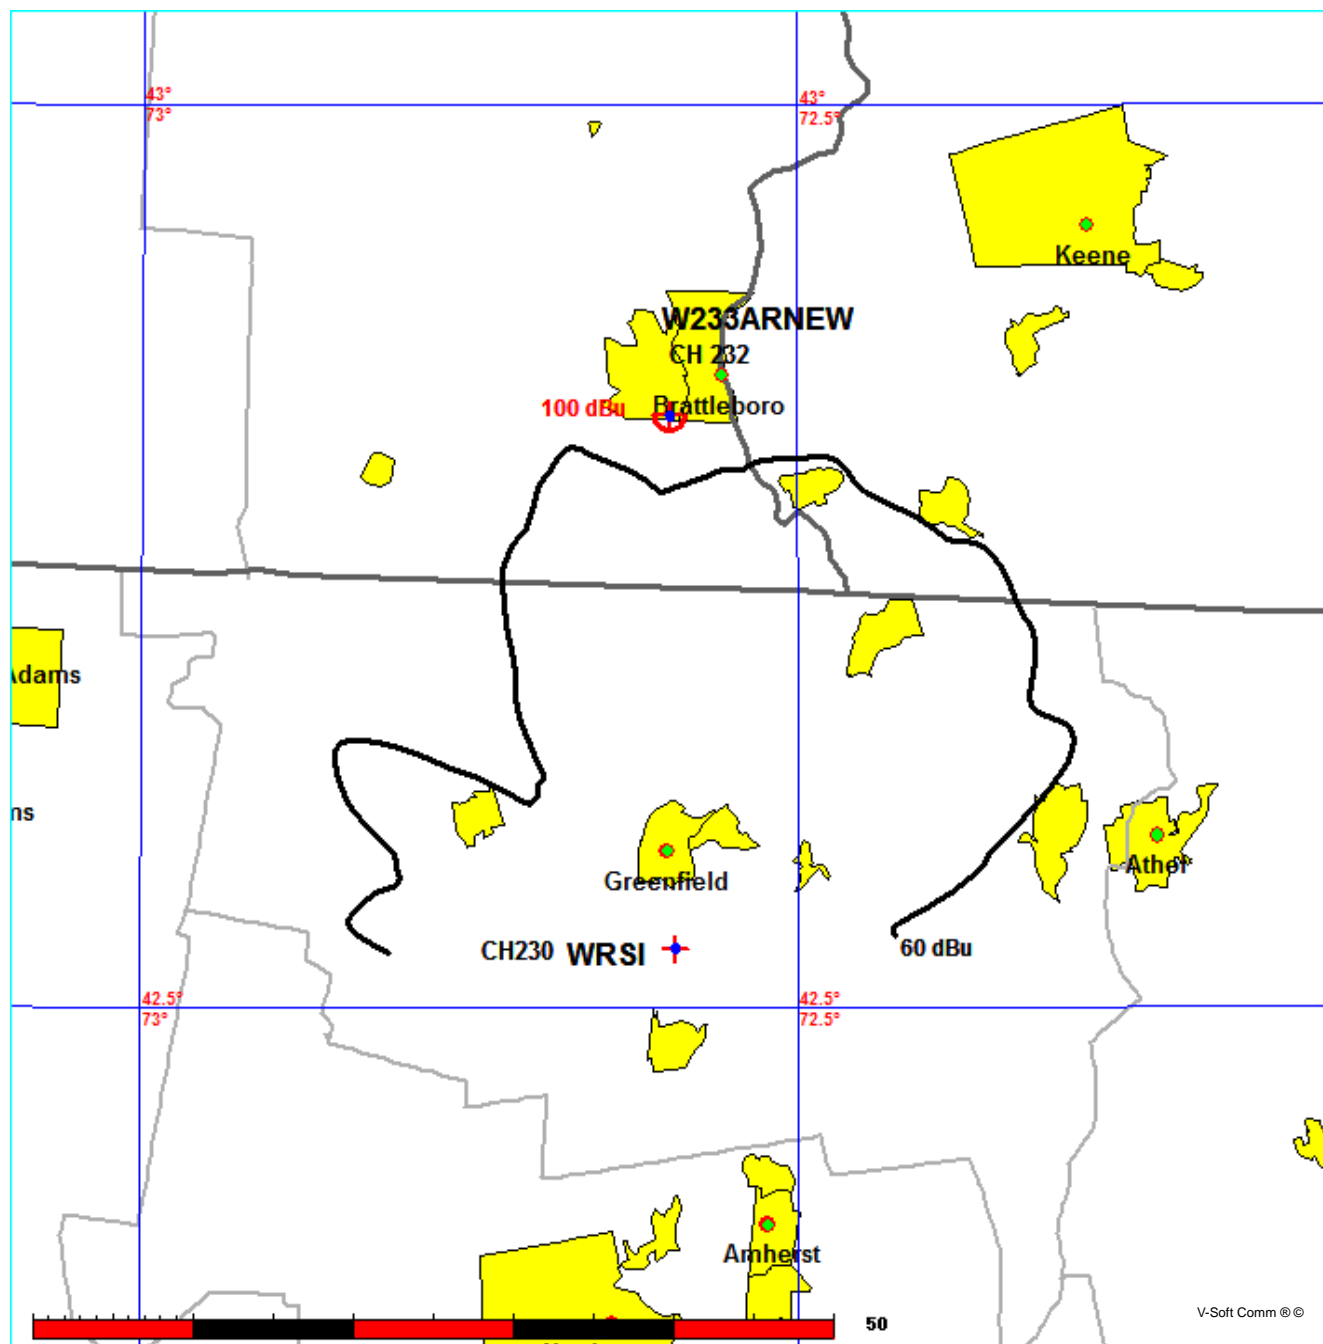 43°
73°
43°
72.5°
Keene
W233ARNEW
CH 232
100 dBu
Brattleboro
Adams
ns
Greenfield
Athol
CH230 WRSI
60 dBu
42.5°
73°
42.5°
72.5°
Amherst
50
V-Soft Comm ® ©